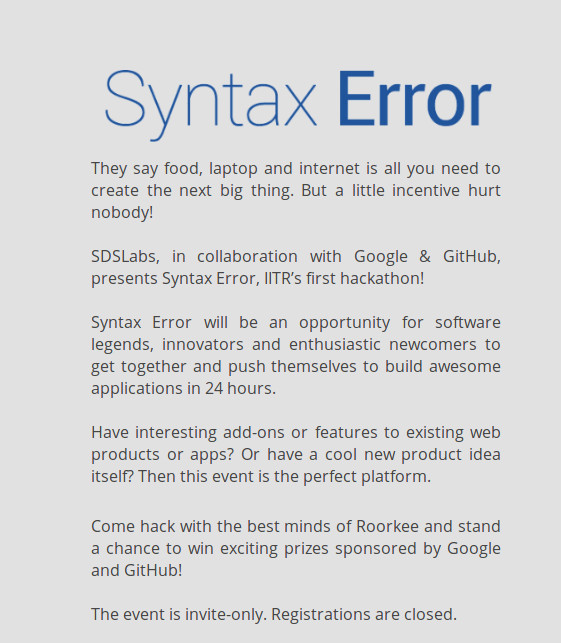 Syntax Error
They say food, laptop and internet is all you need to
create the next big thing. But a little incentive hurt
nobody!
SDSLabs, in collaboration with Google & GitHub,
presents Syntax Error, IITR’s first hackathon!
Syntax Error will be an opportunity for software
legends, innovators and enthusiastic newcomers to
get together and push themselves to build awesome
applications in 24 hours.
Have interesting add-ons or features to existing web
products or apps? Or have a cool new product idea
itself? Then this event is the perfect platform.
Come hack with the best minds of Roorkee and stand
a chance to win exciting prizes sponsored by Google
and GitHub!
The event is invite-only. Registrations are closed.